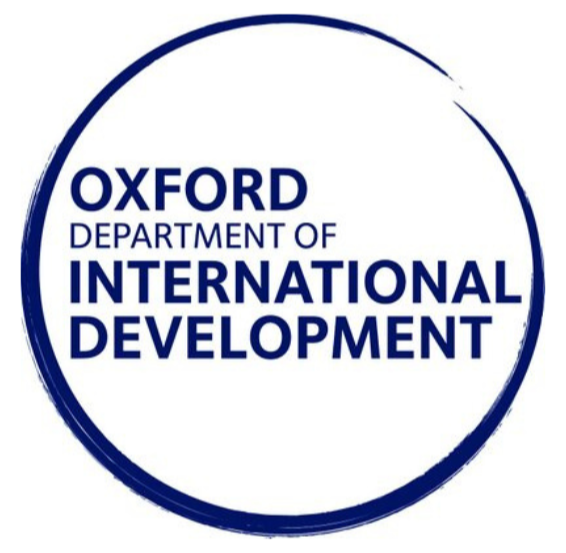 OXFORD
DEPARTMENT OF
INTERNATIONAL
DEVELOPMENT